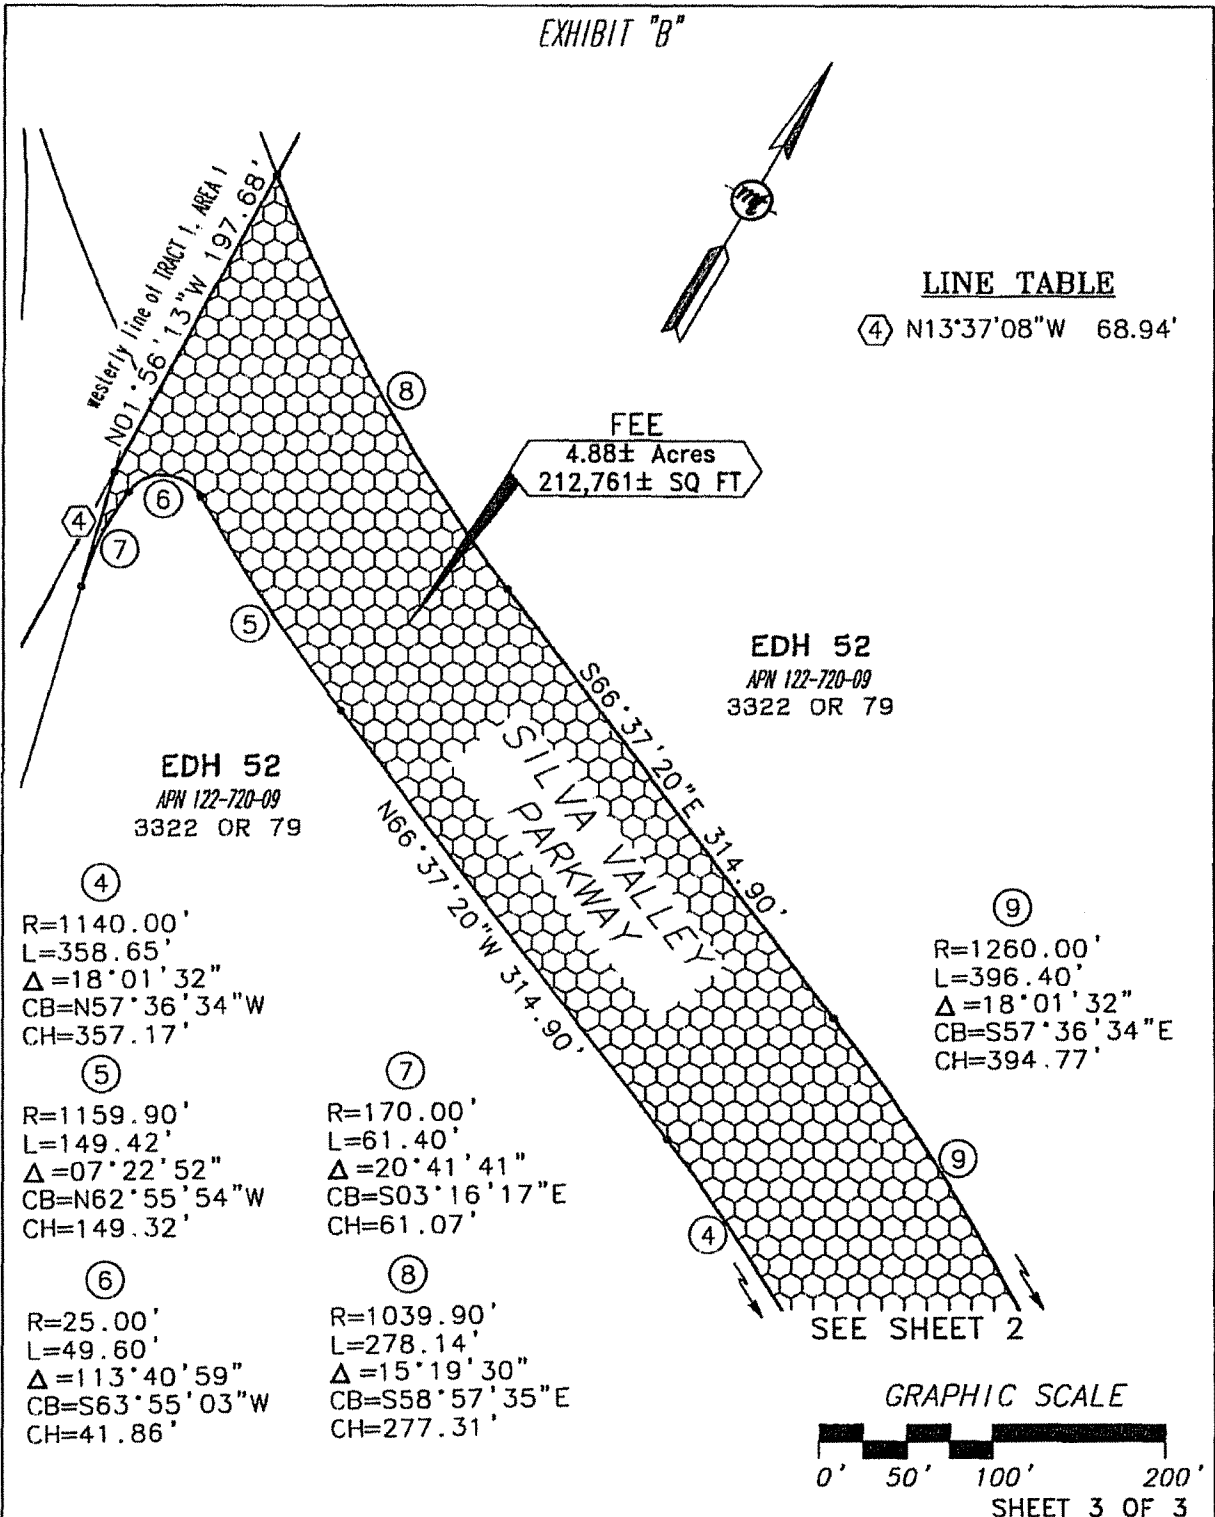 EXHIBIT "B"
westerly line of TRACT 1, AREA 1
N01°56'13"W 197.68'
LINE TABLE
4 N13°37'08"W 68.94'
8
FEE
4.88± Acres
212,761± SQ FT
6
4
7
5
EDH 52
APN 122-720-09
3322 OR 79
S66°37'20"E 314.90'
SILVA VALLEY
PARKWAY
EDH 52
APN 122-720-09
3322 OR 79
N66°37'20"W 314.90'
4
R=1140.00'
L=358.65'
Δ=18°01'32"
CB=N57°36'34"W
CH=357.17'
5
R=1159.90'
L=149.42'
Δ=07°22'52"
CB=N62°55'54"W
CH=149.32'
6
R=25.00'
L=49.60'
Δ=113°40'59"
CB=S63°55'03"W
CH=41.86'
7
R=170.00'
L=61.40'
Δ=20°41'41"
CB=S03°16'17"E
CH=61.07'
8
R=1039.90'
L=278.14'
Δ=15°19'30"
CB=S58°57'35"E
CH=277.31'
9
R=1260.00'
L=396.40'
Δ=18°01'32"
CB=S57°36'34"E
CH=394.77'
9
4
SEE SHEET 2
GRAPHIC SCALE
0' 50' 100' 200'
SHEET 3 OF 3